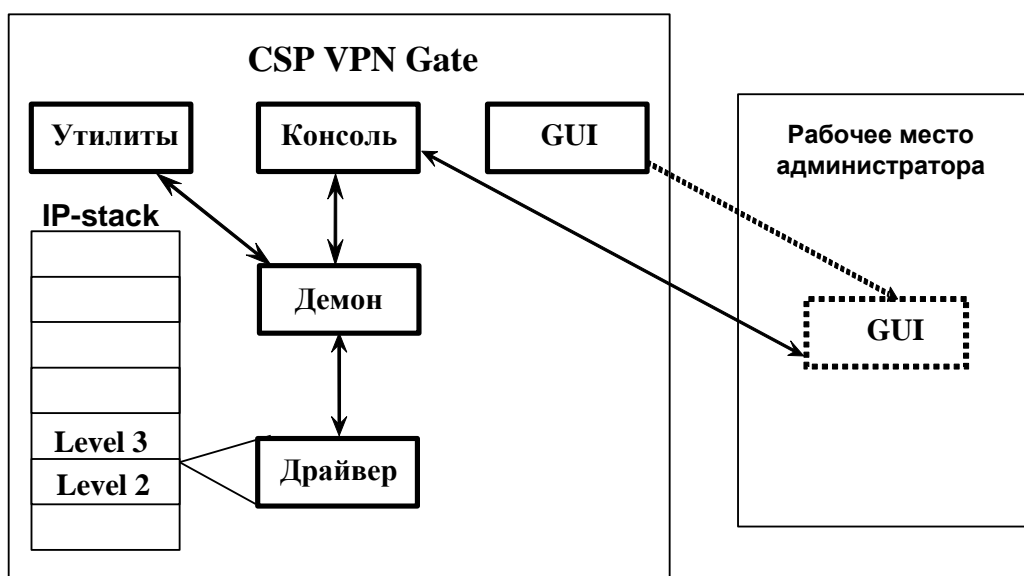 CSP VPN Gate
Утилиты
Консоль
GUI
Рабочее место
администратора
IP-stack
Демон
GUI
Level 3
Level 2
Драйвер